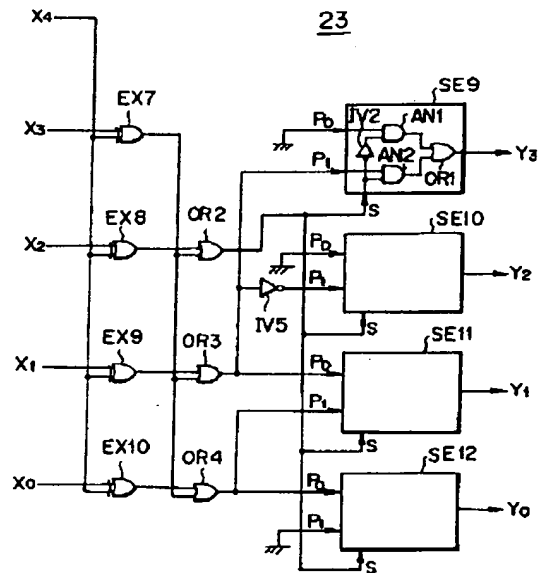 23
X4
SE9
EX7
IV2
AN1
X3
P0
Y3
AN2
P1
OR1
S
EX8
OR2
SE10
X2
P0
Y2
P1
IV5
S
EX9
OR3
SE11
X1
P0
Y1
P1
S
EX10
OR4
SE12
X0
P0
Y0
P1
S